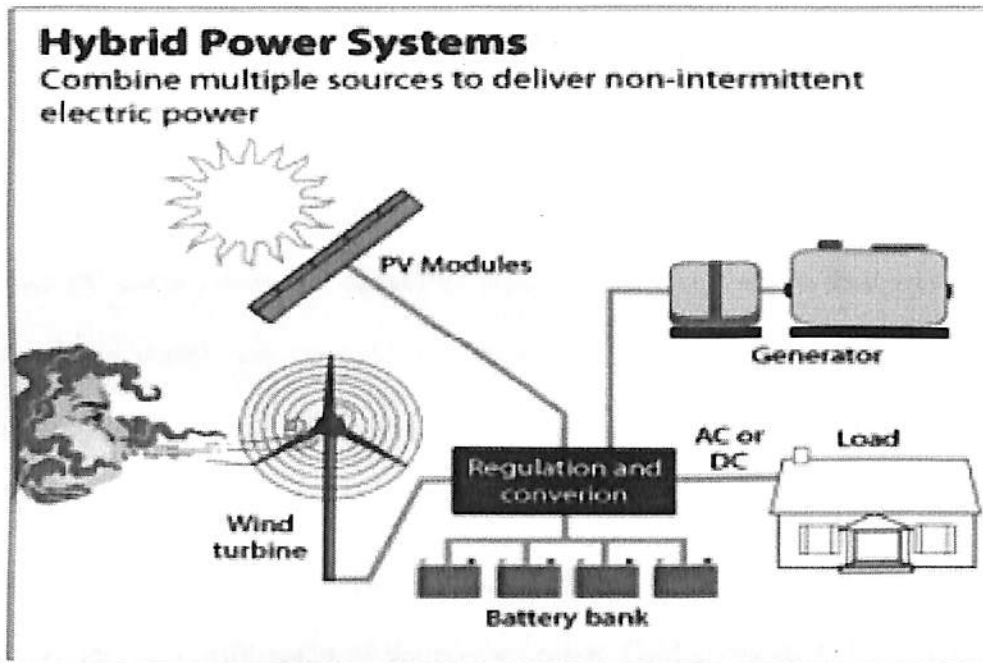 Hybrid Power Systems
Combine multiple sources to deliver non-intermittent
electric power
PV Modules
Generator
AC or
DC
Load
Regulation and
converion
Wind
turbine
Battery bank